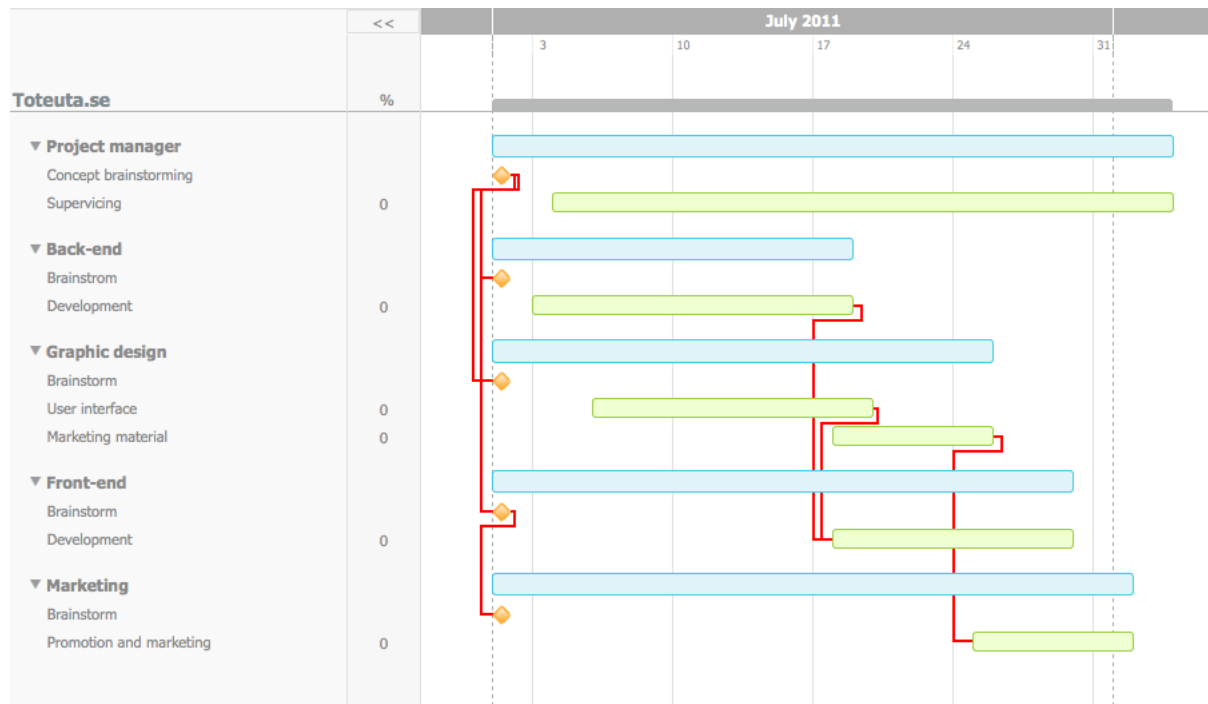 << July 2011
3 10 17 24 31
Toteuta.se %
Project manager
Concept brainstorming
Supervicing 0
Back-end
Brainstrom
Development 0
Graphic design
Brainstorm
User interface 0
Marketing material 0
Front-end
Brainstorm
Development 0
Marketing
Brainstorm
Promotion and marketing 0